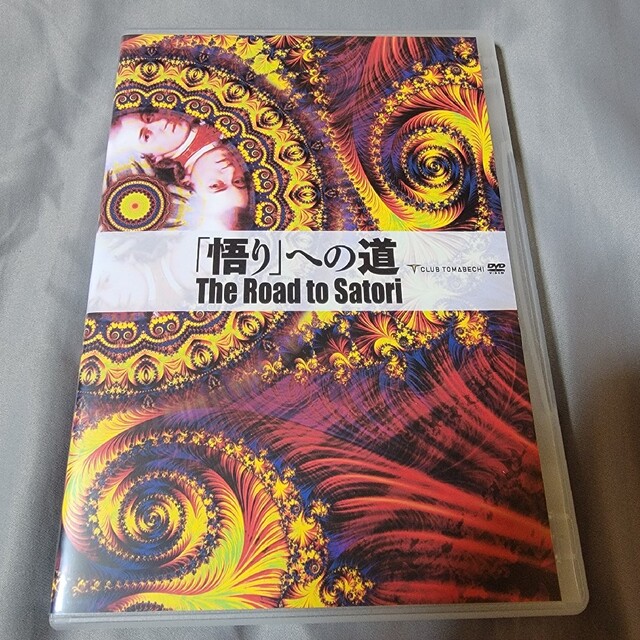 「悟り」への道
The Road to Satori
CLUB TOMABECHI
DVD